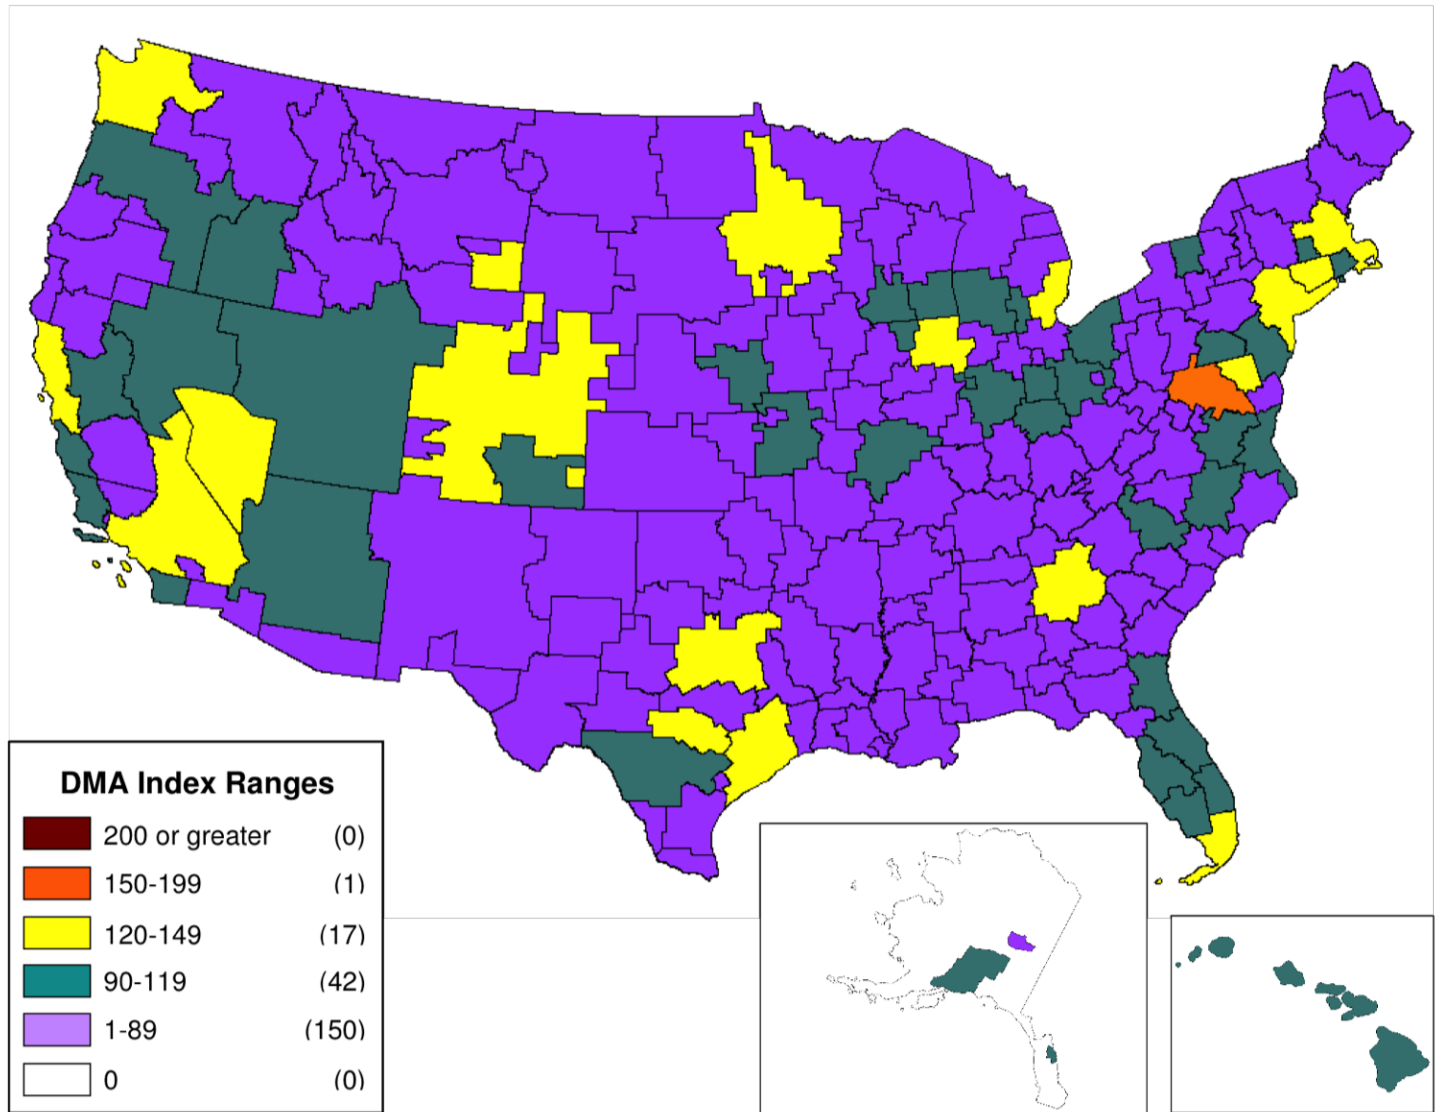 DMA Index Ranges
200 or greater (0)
150-199 (1)
120-149 (17)
90-119 (42)
1-89 (150)
0 (0)